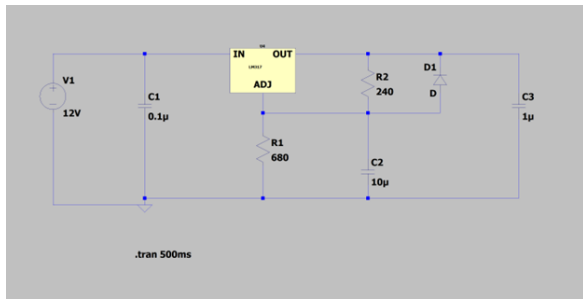 IN
OUT
LM317
ADJ
V1
12V
C1
0.1µ
R2
240
D1
D
C3
1µ
R1
680
C2
10µ
.tran 500ms